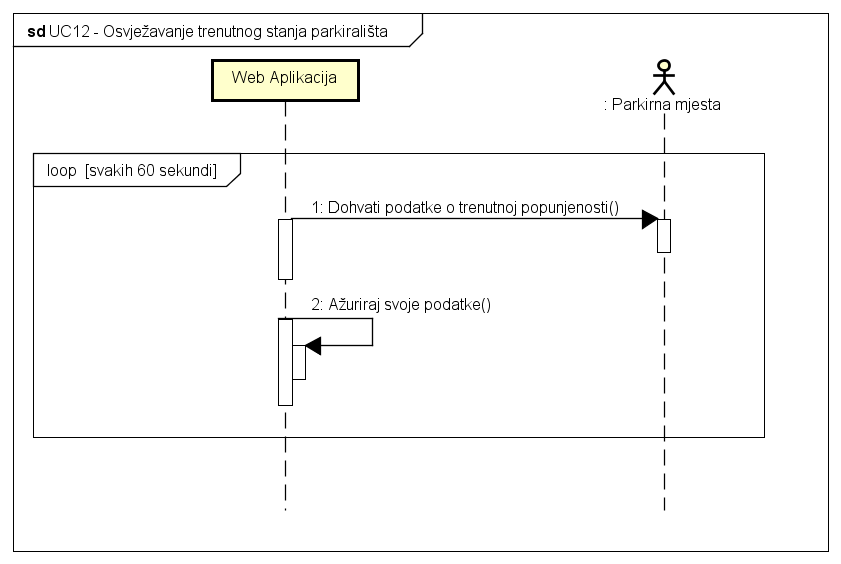 sd UC12 - Osvježavanje trenutnog stanja parkirališta
Web Aplikacija
: Parkirna mjesta
loop [svakih 60 sekundi]
1: Dohvati podatke o trenutnoj popunjenosti()
2: Ažuriraj svoje podatke()